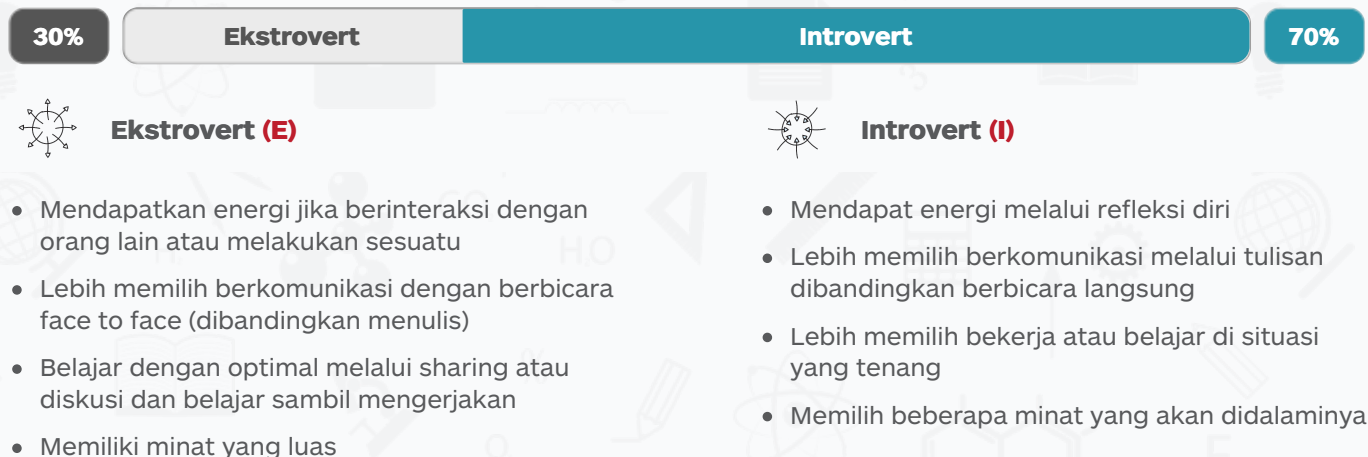 30% Ekstrovert Introvert 70%
Ekstrovert (E)
• Mendapatkan energi jika berinteraksi dengan
orang lain atau melakukan sesuatu
• Lebih memilih berkomunikasi dengan berbicara
face to face (dibandingkan menulis)
• Belajar dengan optimal melalui sharing atau
diskusi dan belajar sambil mengerjakan
• Memiliki minat yang luas
Introvert (I)
• Mendapat energi melalui refleksi diri
• Lebih memilih berkomunikasi melalui tulisan
dibandingkan berbicara langsung
• Lebih memilih bekerja atau belajar di situasi
yang tenang
• Memilih beberapa minat yang akan didalaminya
H₂O